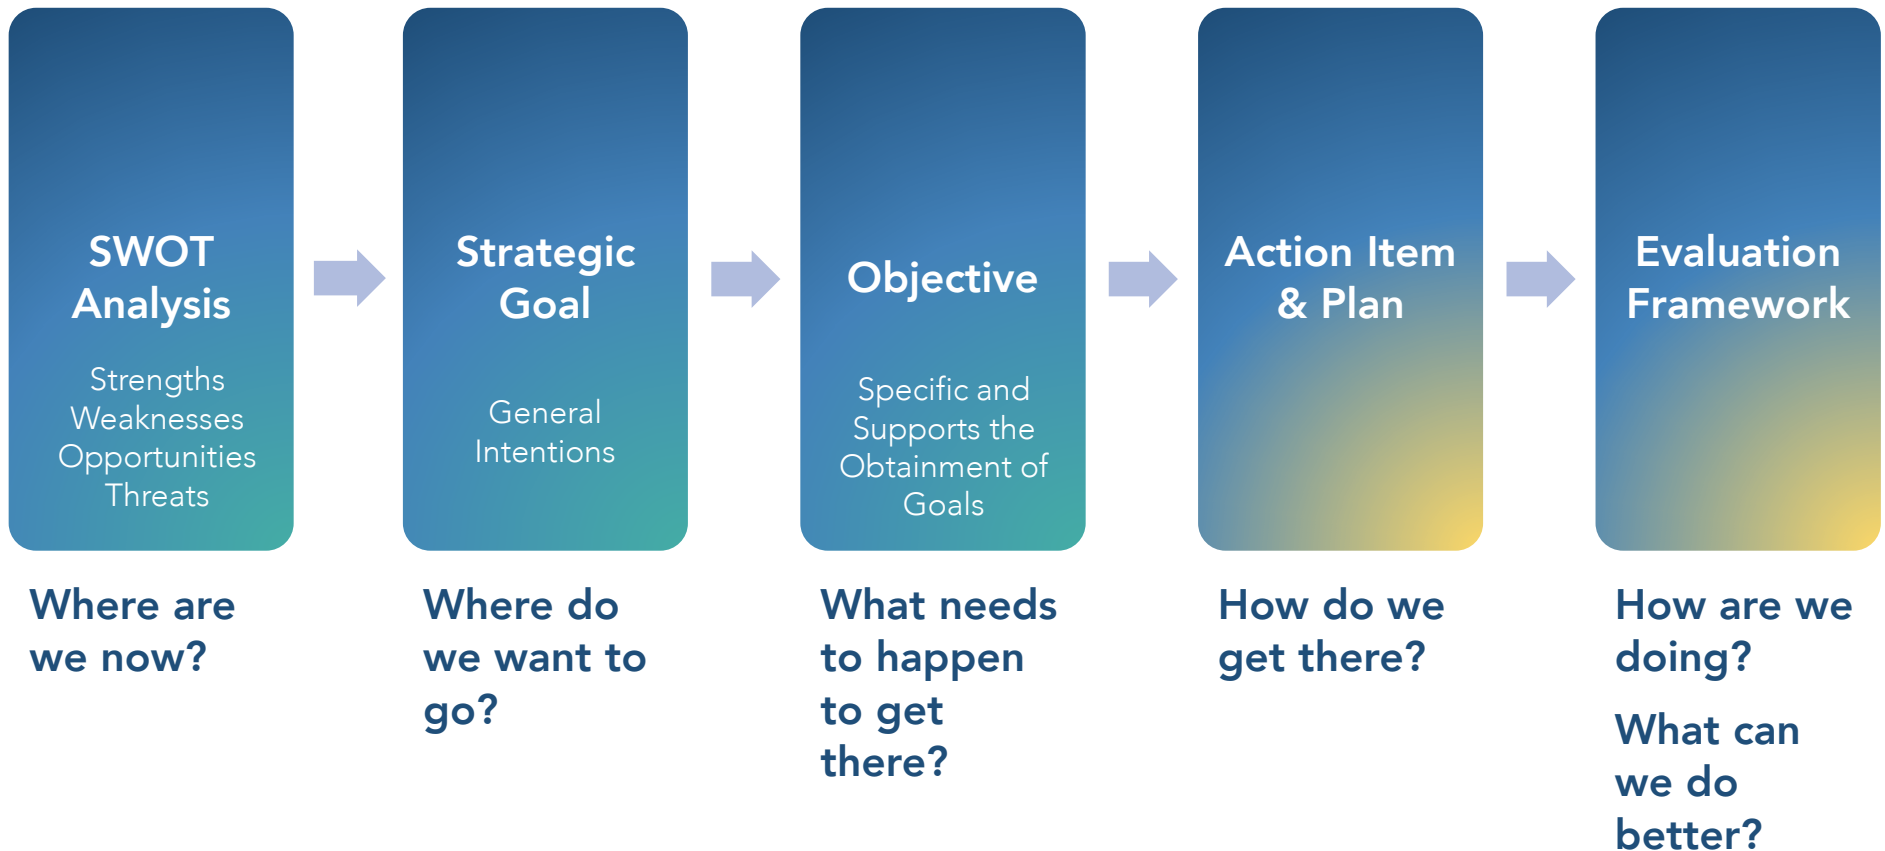 SWOT
Analysis
Strengths
Weaknesses
Opportunities
Threats
Where are
we now?
Strategic
Goal
General
Intentions
Where do
we want to
go?
Objective
Specific and
Supports the
Obtainment of
Goals
What needs
to happen
to get
there?
Action Item
& Plan
How do we
get there?
Evaluation
Framework
How are we
doing?
What can
we do
better?